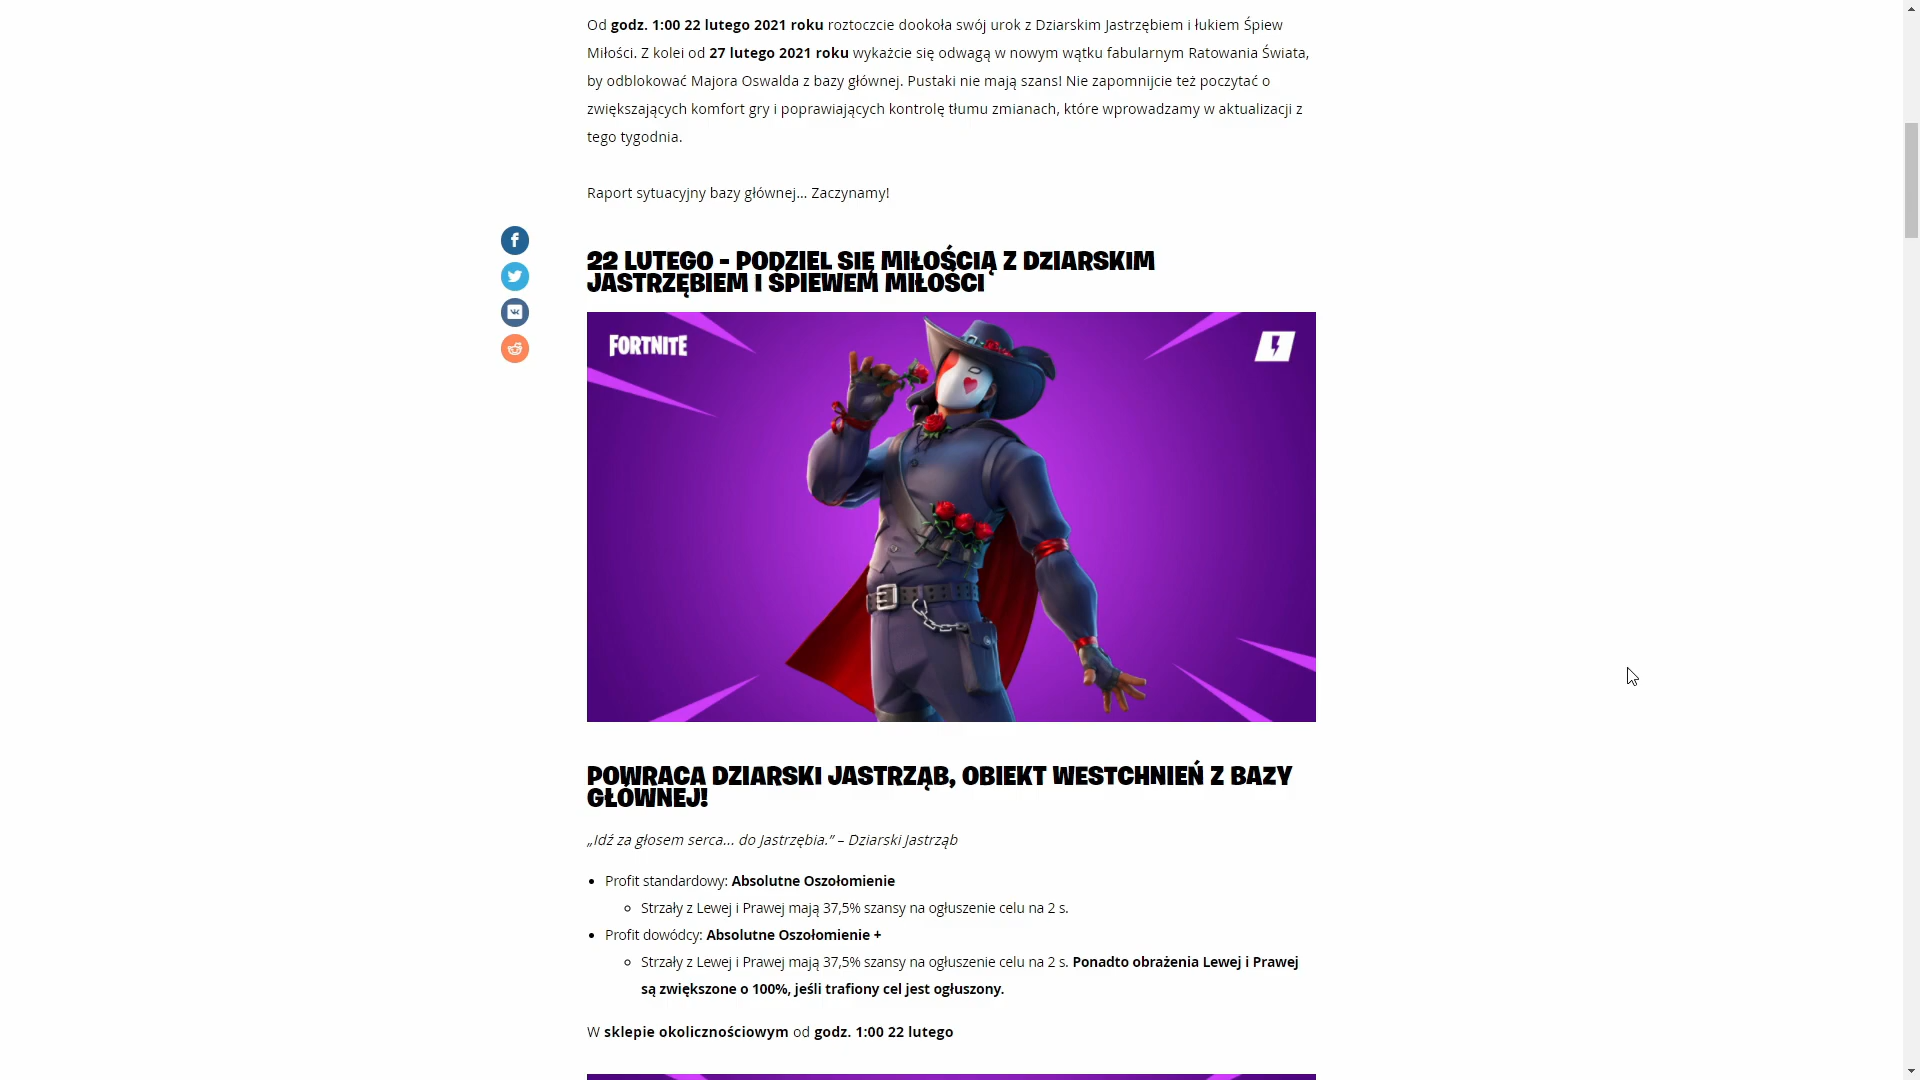 Od godz. 1:00 22 lutego 2021 roku roztoczcie dookoła swój urok z Dziarskim Jastrzębiem i łukiem Śpiew
Miłości. Z kolei od 27 lutego 2021 roku wykażcie się odwagą w nowym wątku fabularnym Ratowania Świata,
by odblokować Majora Oswalda z bazy głównej. Pustaki nie mają szans! Nie zapomnijcie też poczytać o
zwiększających komfort gry i poprawiających kontrolę tłumu zmianach, które wprowadzamy w aktualizacji z
tego tygodnia.
Raport sytuacyjny bazy głównej... Zaczynamy!
22 LUTEGO - PODZIEL SIĘ MIŁOŚCIĄ Z DZIARSKIM
JASTRZĘBIEM I ŚPIEWEM MIŁOŚCI
FORTNITE
POWRACA DZIARSKI JASTRZĄB, OBIEKT WESTCHNIEŃ Z BAZY
GŁÓWNEJ!
„Idź za głosem serca... do Jastrzębia.” – Dziarski Jastrząb
Profit standardowy: Absolutne Oszołomienie
Strzały z Lewej i Prawej mają 37,5% szansy na ogłuszenie celu na 2 s.
Profit dowódcy: Absolutne Oszołomienie +
Strzały z Lewej i Prawej mają 37,5% szansy na ogłuszenie celu na 2 s. Ponadto obrażenia Lewej i Prawej
są zwiększone o 100%, jeśli trafiony cel jest ogłuszony.
W sklepie okolicznościowym od godz. 1:00 22 lutego